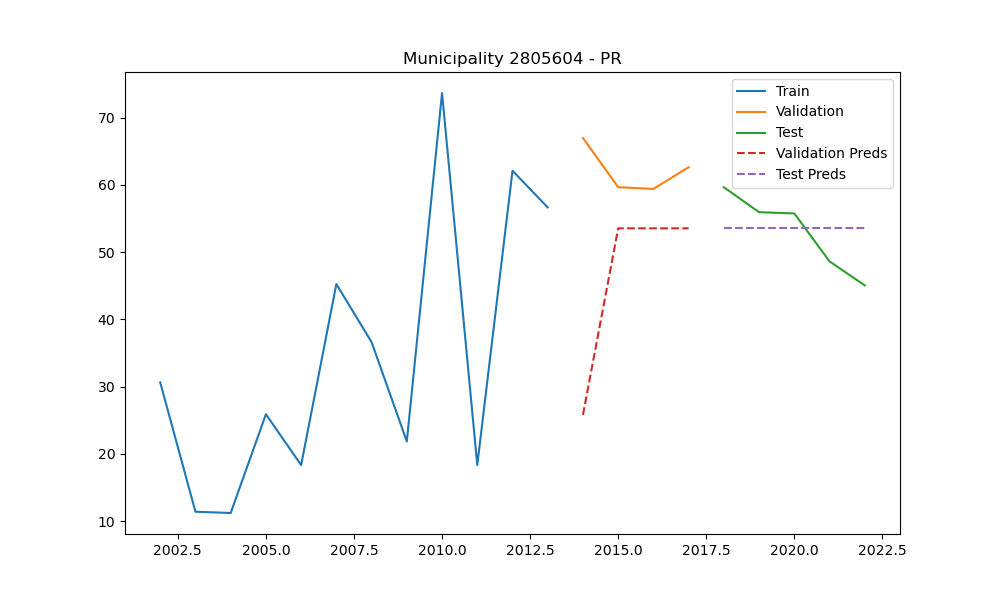 Municipality 2805604 - PR
Train
Validation
Test
Validation Preds
Test Preds
70
60
50
40
30
20
10
2002.5 2005.0 2007.5 2010.0 2012.5 2015.0 2017.5 2020.0 2022.5